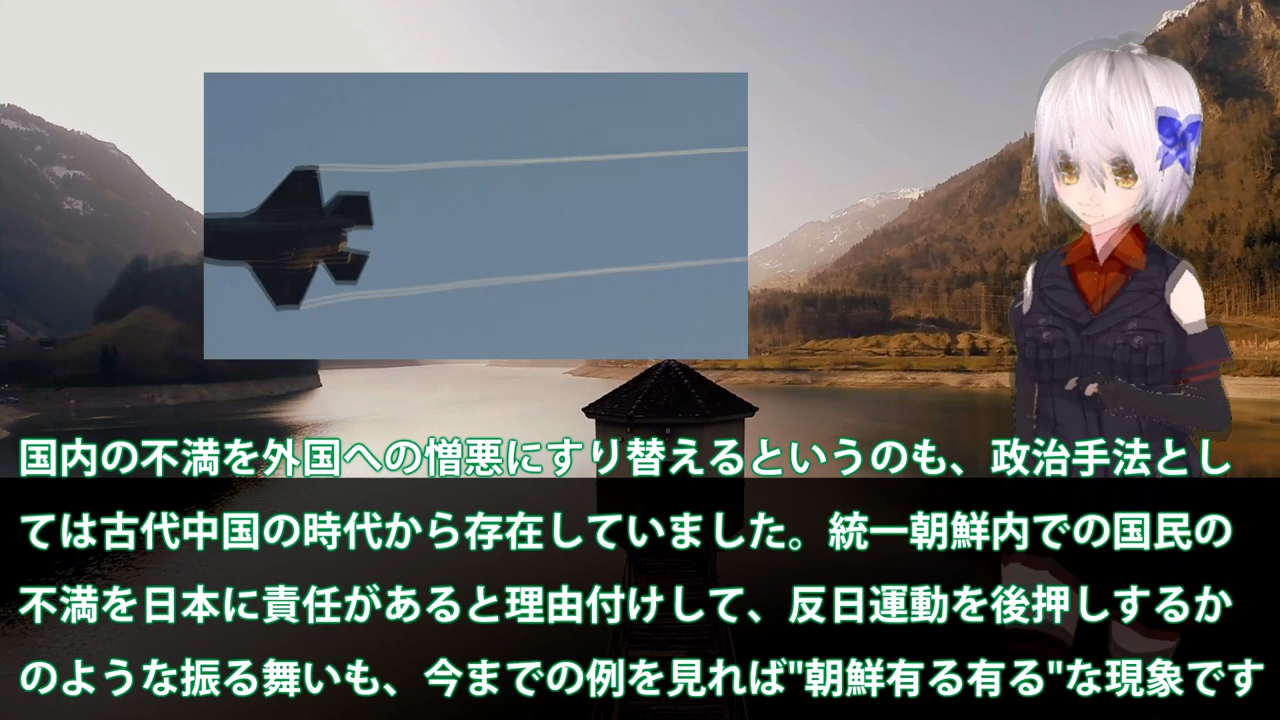 国内の不満を外国への憎悪にすり替えるというのも、政治手法とし
ては古代中国の時代から存在していました。統一朝鮮内での国民の
不満を日本に責任があると理由付けして、反日運動を後押しするか
のような振る舞いも、今までの例を見れば"朝鮮有る有る"な現象です